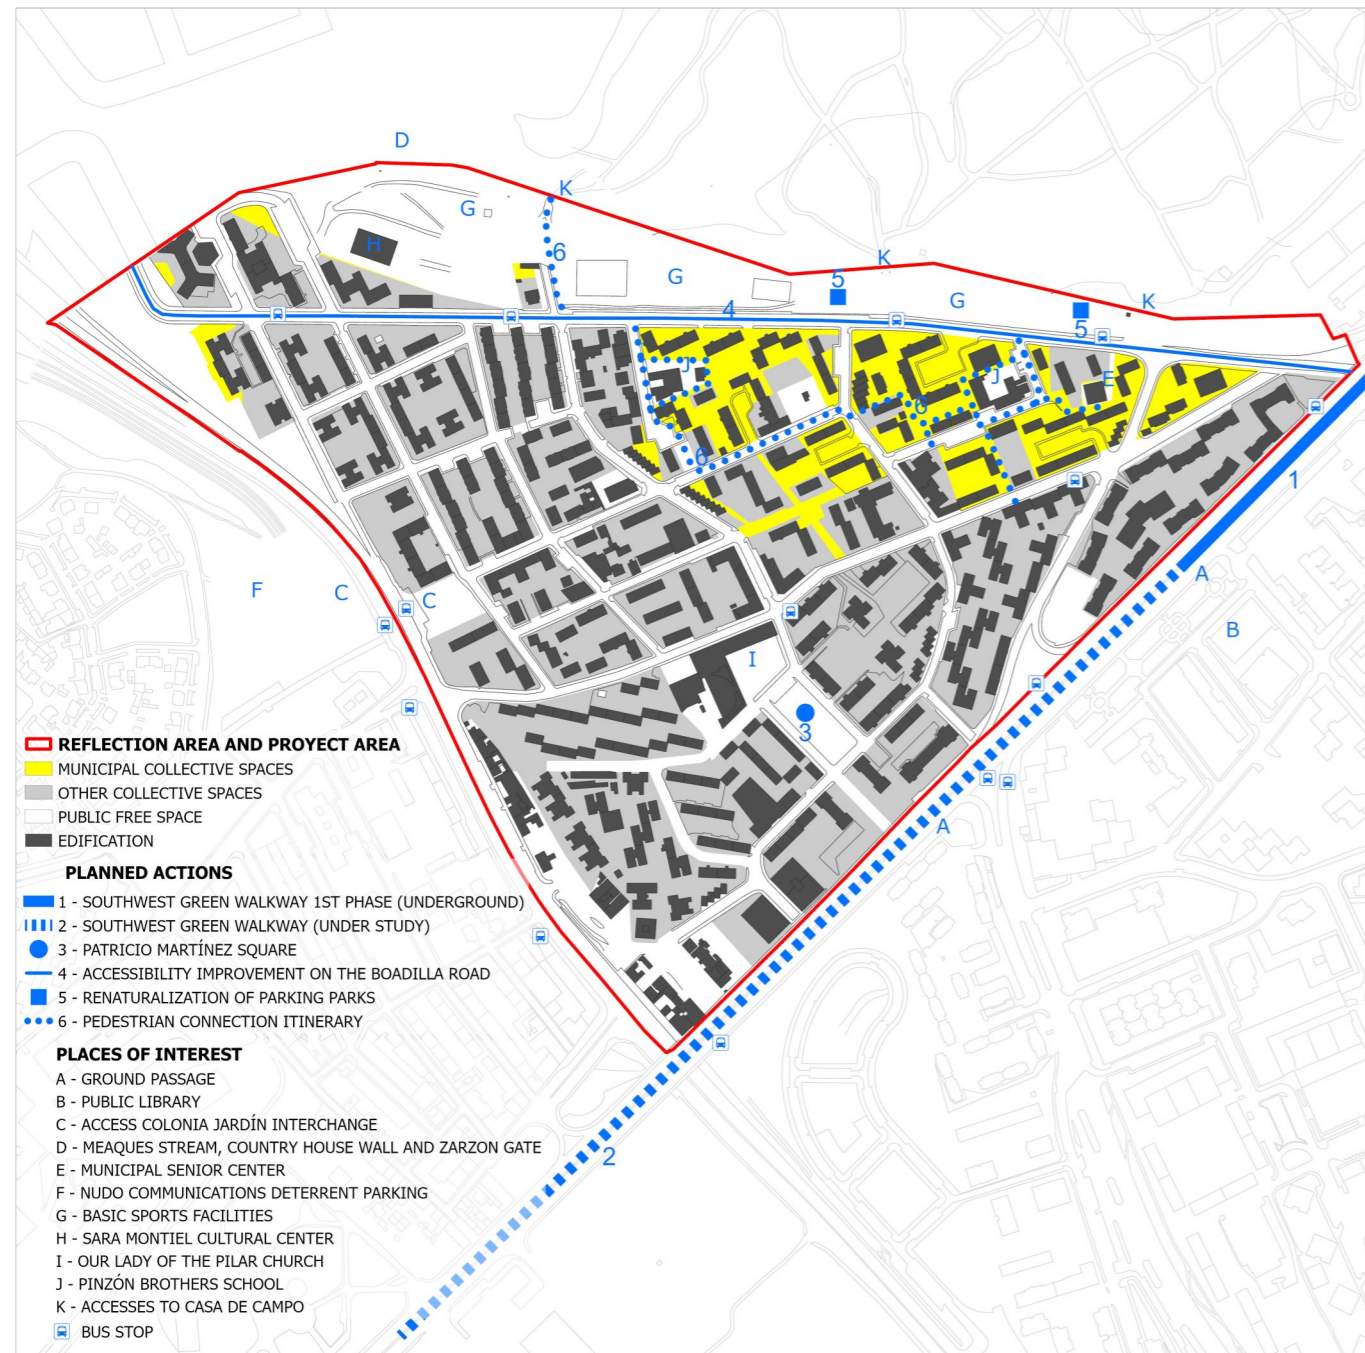 D
K
G
6
H
K
G
5
G
K
4
5
J
J
E
6
6
1
A
F
C
C
B
I
3
A
REFLECTION AREA AND PROYECT AREA
MUNICIPAL COLLECTIVE SPACES
OTHER COLLECTIVE SPACES
PUBLIC FREE SPACE
EDIFICATION
PLANNED ACTIONS
1 - SOUTHWEST GREEN WALKWAY 1ST PHASE (UNDERGROUND)
2 - SOUTHWEST GREEN WALKWAY (UNDER STUDY)
3 - PATRICIO MARTÍNEZ SQUARE
4 - ACCESSIBILITY IMPROVEMENT ON THE BOADILLA ROAD
5 - RENATURALIZATION OF PARKING PARKS
6 - PEDESTRIAN CONNECTION ITINERARY
PLACES OF INTEREST
A - GROUND PASSAGE
B - PUBLIC LIBRARY
C - ACCESS COLONIA JARDÍN INTERCHANGE
D - MEAQUES STREAM, COUNTRY HOUSE WALL AND ZARZON GATE
E - MUNICIPAL SENIOR CENTER
F - NUDO COMMUNICATIONS DETERRENT PARKING
G - BASIC SPORTS FACILITIES
H - SARA MONTIEL CULTURAL CENTER
I - OUR LADY OF THE PILAR CHURCH
J - PINZÓN BROTHERS SCHOOL
K - ACCESSES TO CASA DE CAMPO
BUS STOP
2